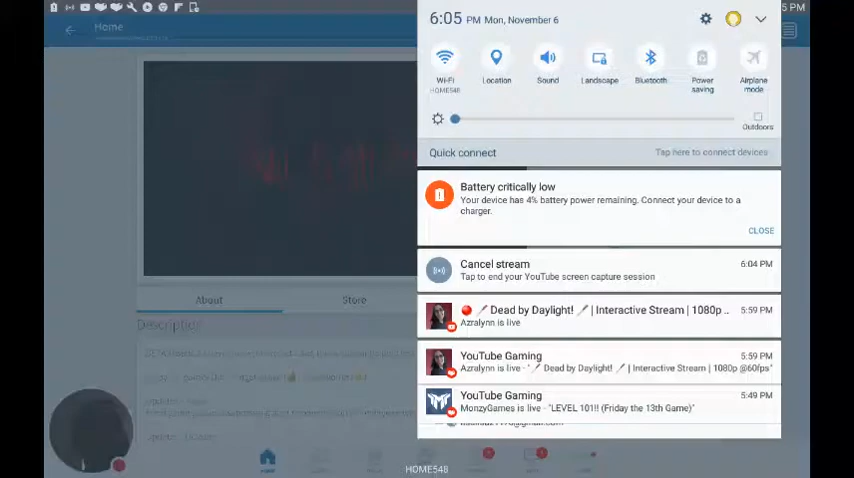 5 PM
Home
6:05 PM Mon, November 6
Wi-Fi
HOME548
Location
Sound
Landscape
Bluetooth
Power
saving
Airplane
mode
Outdoors
Quick connect
Tap here to connect devices
Battery critically low
Your device has 4% battery power remaining. Connect your device to a
charger.
CLOSE
Cancel stream
6:04 PM
Tap to end your YouTube screen capture session
🔴 🔪 Dead by Daylight! 🔪 | Interactive Stream | 1080p ..
5:59 PM
Azralynn is live
YouTube Gaming
5:59 PM
Azralynn is live - "🔪 Dead by Daylight! 🔪 | Interactive Stream | 1080p @60fps"
YouTube Gaming
5:49 PM
MonzyGames is live - "LEVEL 101!! (Friday the 13th Game)"
About
Store
Description
HOME548